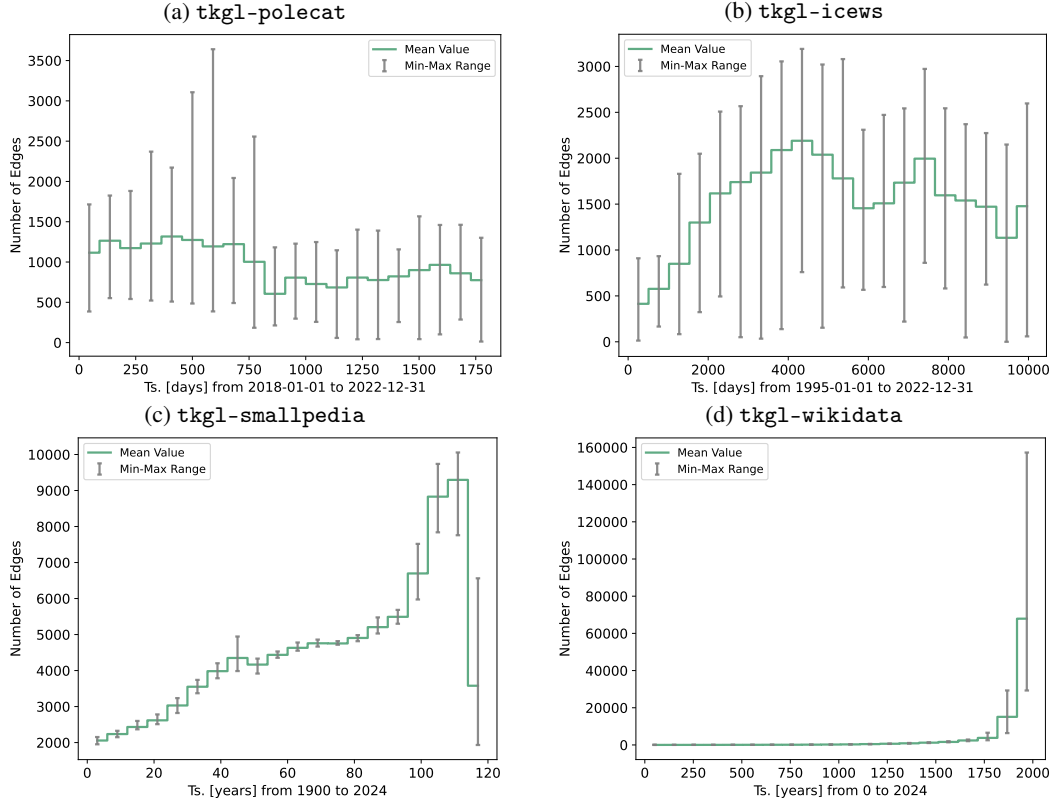 (a) tkgl-polecat
Mean Value
Min-Max Range
3500
3000
2500
2000
1500
1000
500
0
Number of Edges
0 250 500 750 1000 1250 1500 1750
Ts. [days] from 2018-01-01 to 2022-12-31
(b) tkgl-icews
Mean Value
Min-Max Range
3000
2500
2000
1500
1000
500
0
Number of Edges
0 2000 4000 6000 8000 10000
Ts. [days] from 1995-01-01 to 2022-12-31
(c) tkgl-smallpedia
Mean Value
Min-Max Range
10000
9000
8000
7000
6000
5000
4000
3000
2000
Number of Edges
0 20 40 60 80 100 120
Ts. [years] from 1900 to 2024
(d) tkgl-wikidata
Mean Value
Min-Max Range
160000
140000
120000
100000
80000
60000
40000
20000
0
Number of Edges
0 250 500 750 1000 1250 1500 1750 2000
Ts. [years] from 0 to 2024